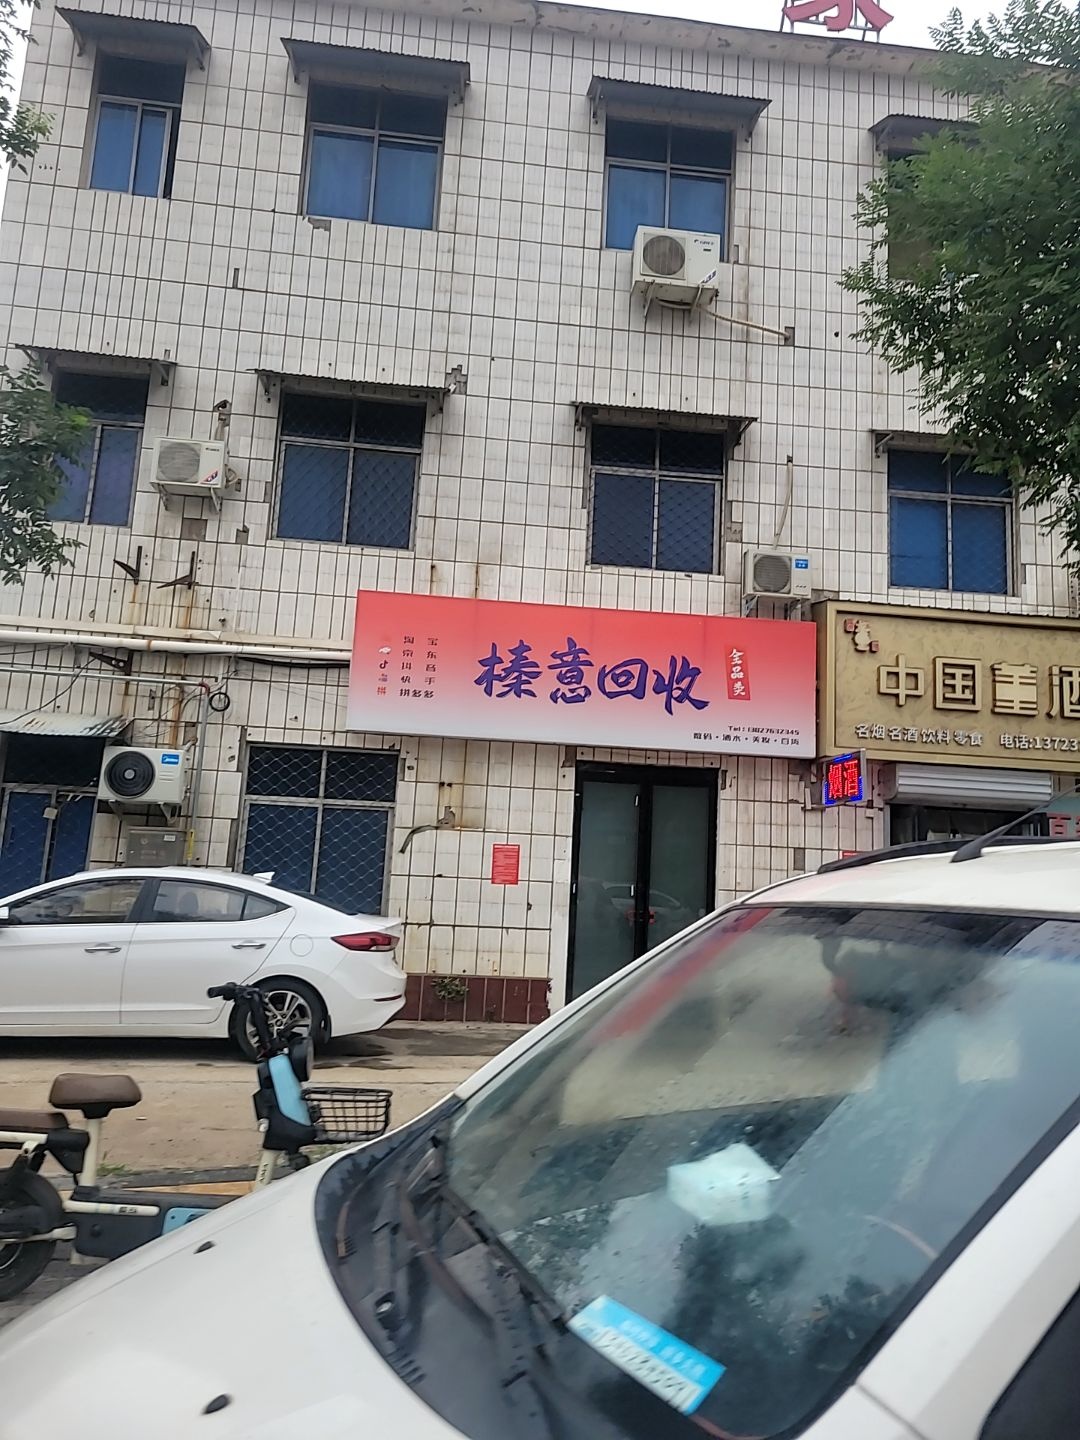 家
淘宝
京东
抖音
快手
拼多多
榛意回收
全品类
Tel:13027632345
数码·酒水·美妆·百货
中国董酒
名烟名酒饮料零食 电话:13723
烟酒